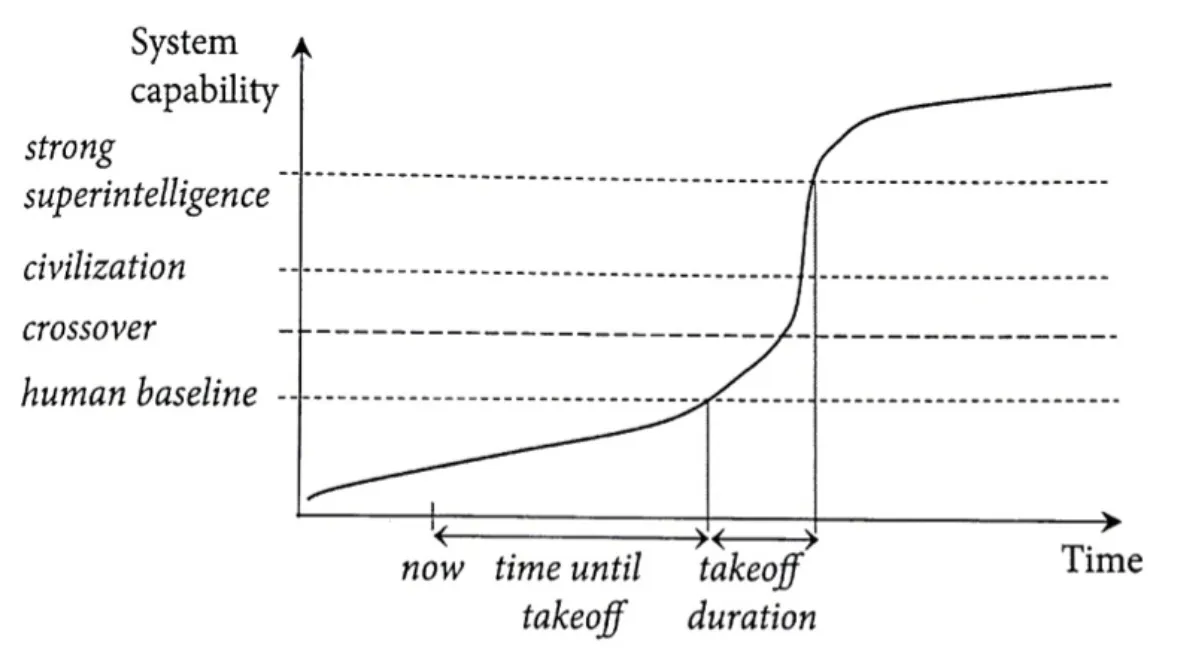 System
capability
strong
superintelligence
civilization
crossover
human baseline
now time until takeoff
takeoff duration
Time